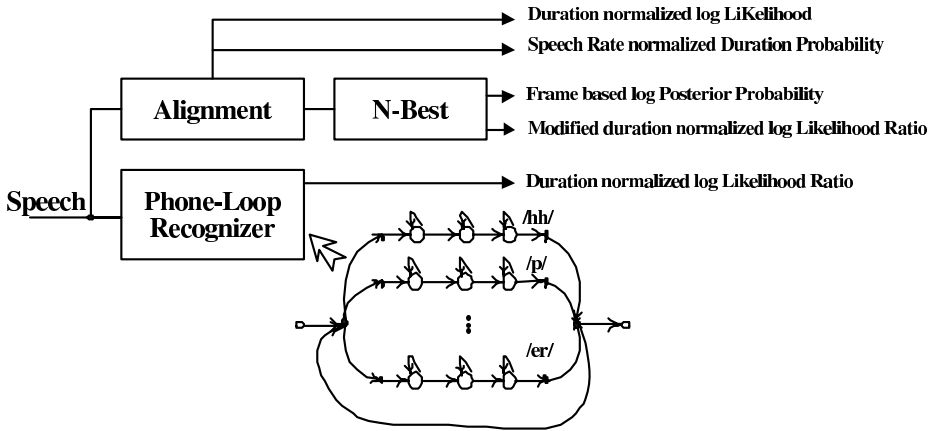 Duration normalized log LiKelihood
Speech Rate normalized Duration Probability
Alignment
N-Best
Frame based log Posterior Probability
Modified duration normalized log Likelihood Ratio
Speech
Phone-Loop
Recognizer
Duration normalized log Likelihood Ratio
/hh/
/p/
/er/